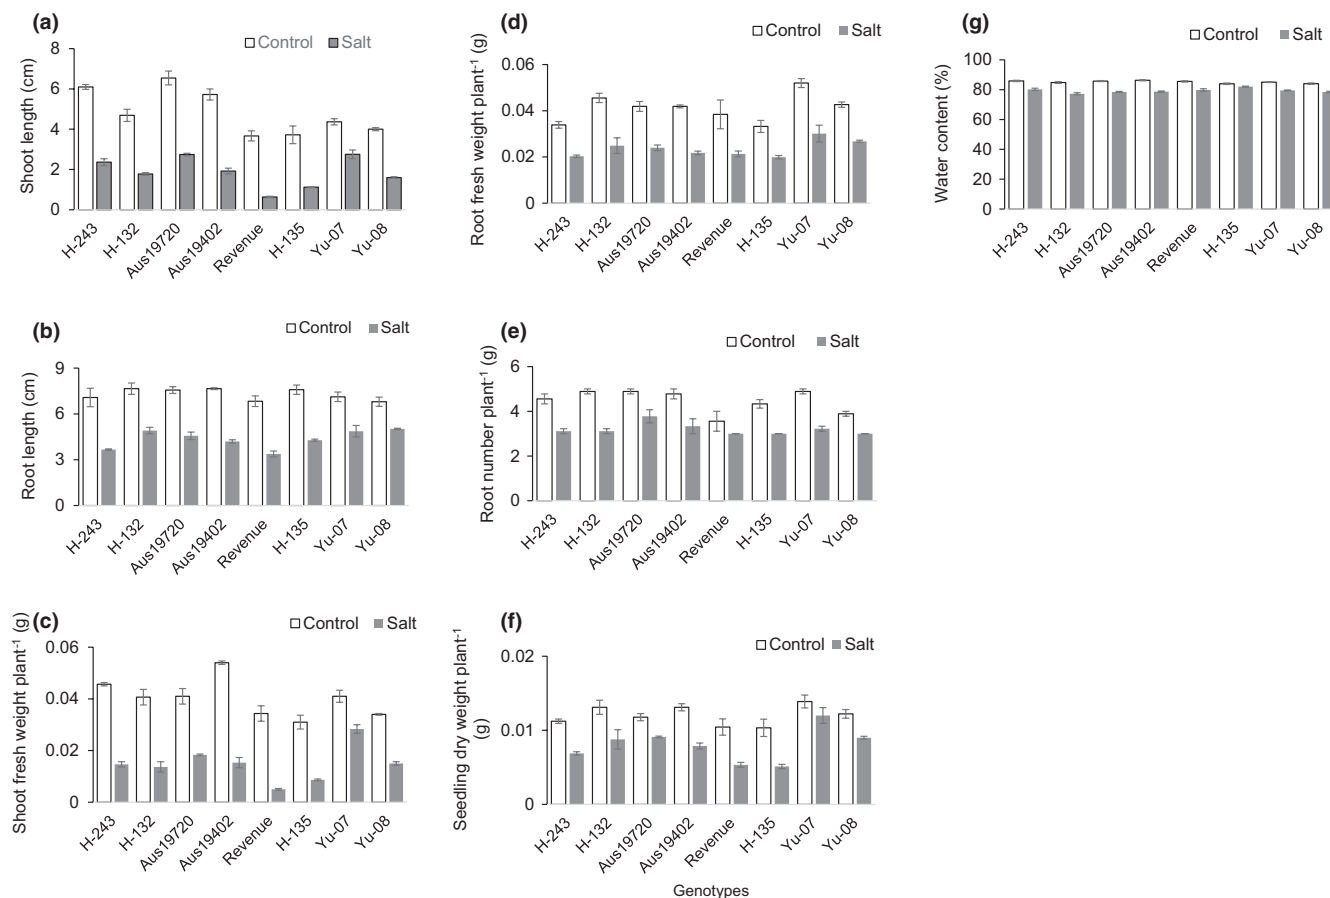 (a)
Control Salt
Shoot length (cm)
8
6
4
2
0
H-243 H-132 Aus19720 Aus19402 Revenue H-135 Yu-07 Yu-08
(b)
Control Salt
Root length (cm)
9
6
3
0
H-243 H-132 Aus19720 Aus19402 Revenue H-135 Yu-07 Yu-08
(c)
Control Salt
Shoot fresh weight plant⁻¹ (g)
0.06
0.04
0.02
0
H-243 H-132 Aus19720 Aus19402 Revenue H-135 Yu-07 Yu-08
(d)
Control Salt
Root fresh weight plant⁻¹ (g)
0.06
0.04
0.02
0
H-243 H-132 Aus19720 Aus19402 Revenue H-135 Yu-07 Yu-08
(e)
Control Salt
Root number plant⁻¹ (g)
6
4
2
0
H-243 H-132 Aus19720 Aus19402 Revenue H-135 Yu-07 Yu-08
(f)
Control Salt
Seedling dry weight plant⁻¹
(g)
0.02
0.01
0
H-243 H-132 Aus19720 Aus19402 Revenue H-135 Yu-07 Yu-08
Genotypes
(g)
Control Salt
Water content (%)
100
80
60
40
20
0
H-243 H-132 Aus19720 Aus19402 Revenue H-135 Yu-07 Yu-08